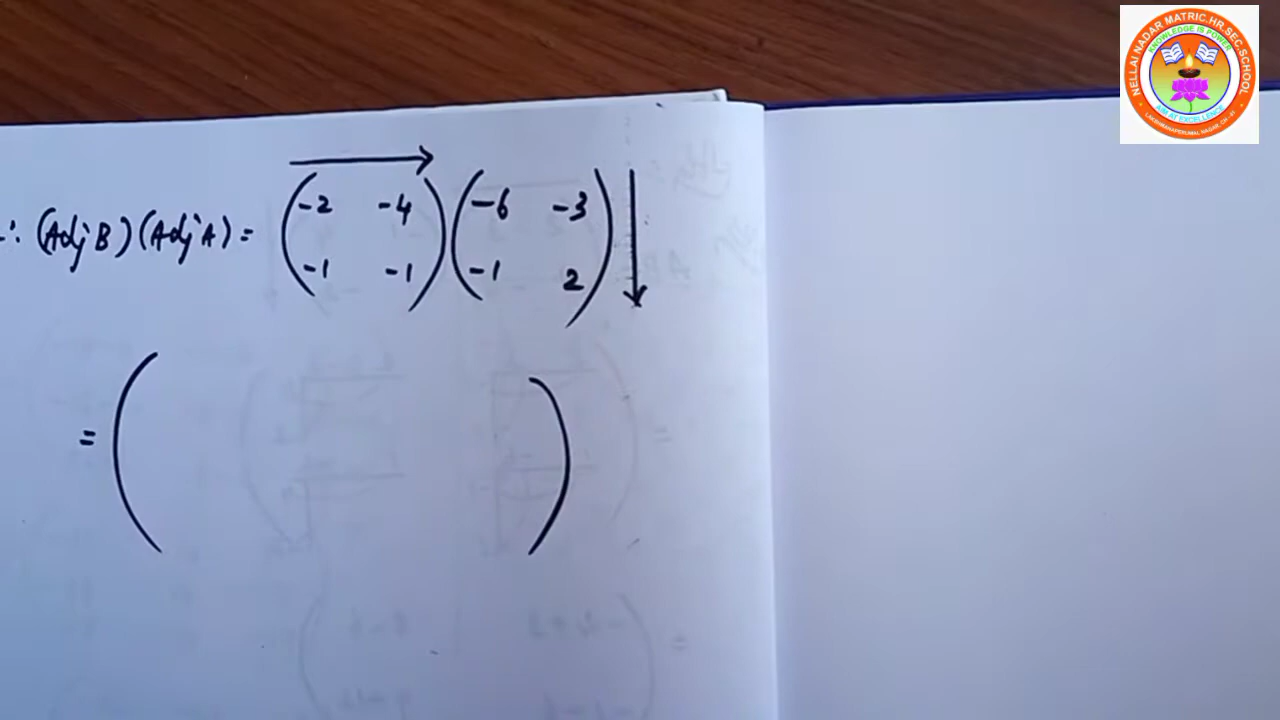 ∴ (Adj B)(Adj A) = (-2 -4) (-6 -3)
-1 -1 -1 2
= ( )
NELLAI NADAR MATRIC.HR.SEC.SCHOOL
KNOWLEDGE IS POWER
AIM AT EXCELLENCE